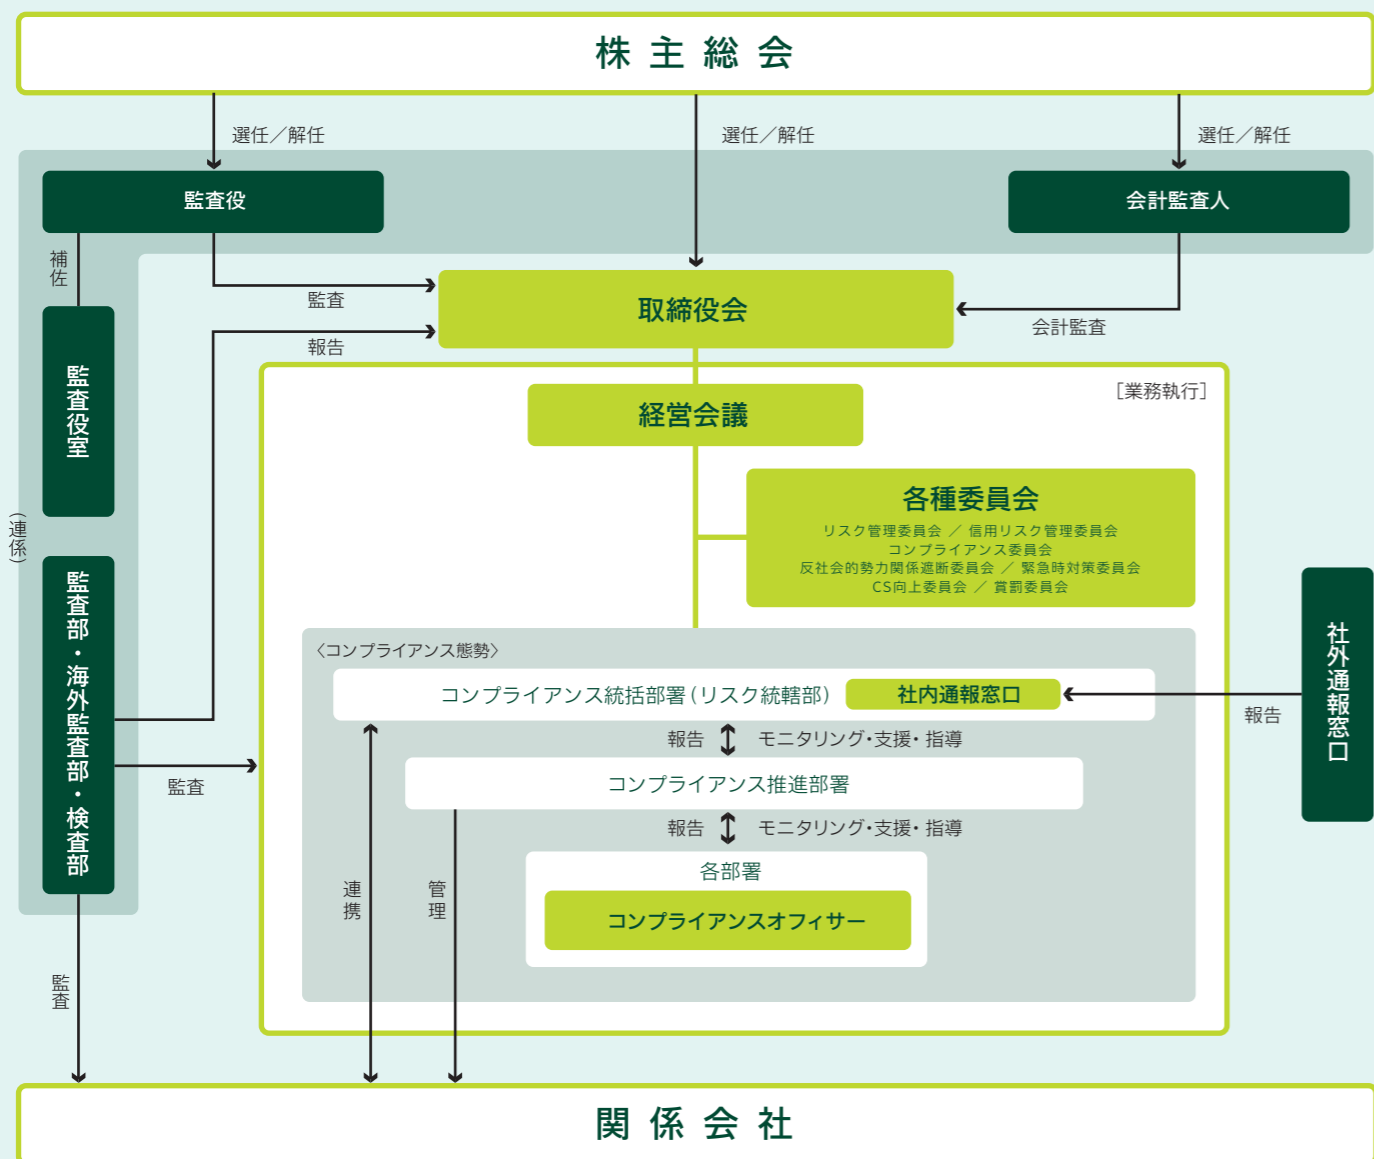 株主総会
選任／解任
選任／解任
選任／解任
監査役
会計監査人
補佐
監査
取締役会
会計監査
報告
監査役室
［業務執行］
経営会議
各種委員会
リスク管理委員会 ／ 信用リスク管理委員会
コンプライアンス委員会
反社会的勢力関係遮断委員会 ／ 緊急時対策委員会
CS向上委員会 ／ 賞罰委員会
（連係）
監査部・海外監査部・検査部
社外通報窓口
〈コンプライアンス態勢〉
コンプライアンス統括部署（リスク統轄部）
社内通報窓口
報告
報告
モニタリング・支援・指導
監査
コンプライアンス推進部署
報告
モニタリング・支援・指導
各部署
コンプライアンスオフィサー
連携
管理
監査
関係会社